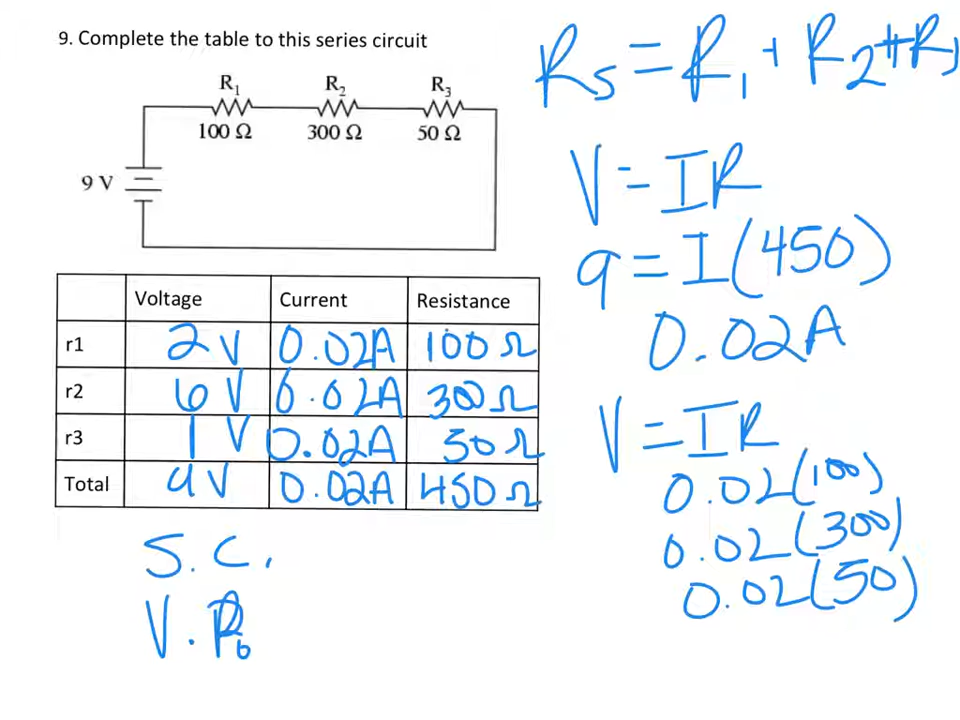 9. Complete the table to this series circuit
R1 R2 R3
100 Ω 300 Ω 50 Ω
9 V
Voltage Current Resistance
r1 2 V 0.02A 100 Ω
r2 6 V 0.02A 300 Ω
r3 1 V 0.02A 50 Ω
Total 9V 0.02A 450 Ω
S.C.
V.
Rs = R1 + R2 + R3
V = IR
9 = I(450)
0.02A
V = IR
0.02(100)
0.02(300)
0.02(50)